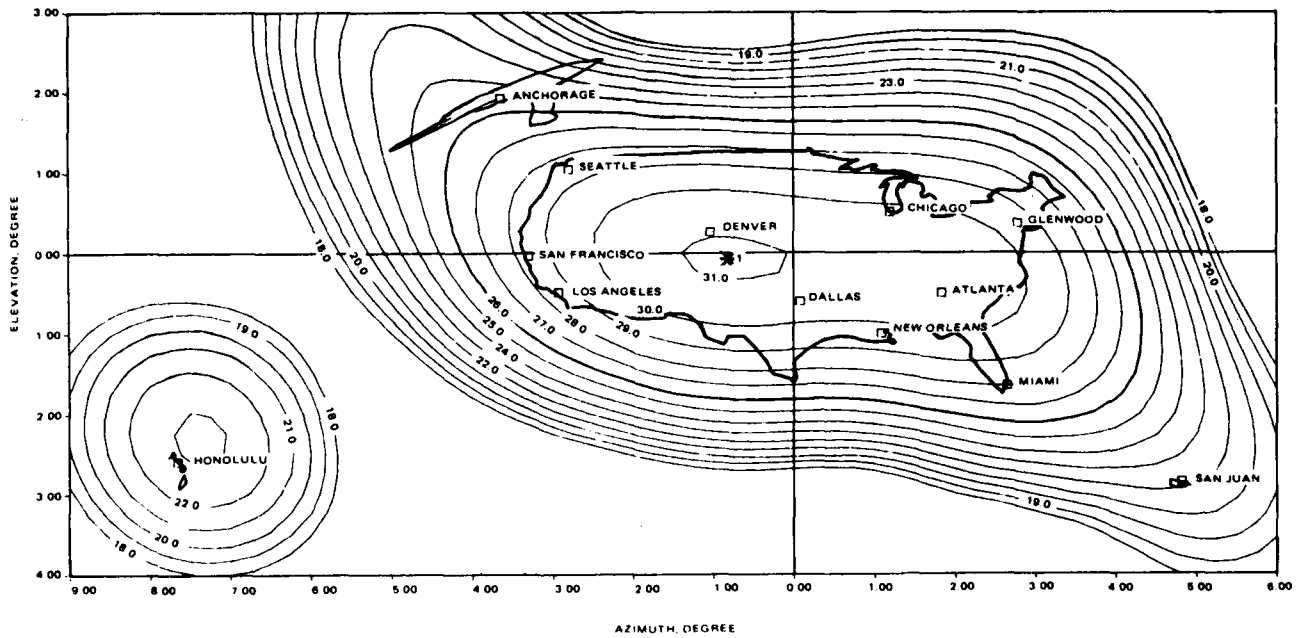 3 00
19.0
21.0
23.0
2 00
ANCHORAGE
1 00
SEATTLE
CHICAGO
GLENWOOD
18.0
DENVER
0 00
SAN FRANCISCO
1
20.0
31.0
18.0
20.0
LOS ANGELES
30.0
DALLAS
ATLANTA
26.0
27.0
28.0
29.0
25.0
24.0
22.0
NEW ORLEANS
1 00
MIAMI
19.0
18.0
21.0
2 00
HONOLULU
SAN JUAN
3 00
22.0
19.0
20.0
18.0
4 00
9 00 8 00 7 00 6 00 5 00 4 00 3 00 2 00 1 00 0 00 1.00 2 00 3 00 4 00 5 00 6.00
ELEVATION, DEGREE
AZIMUTH, DEGREE